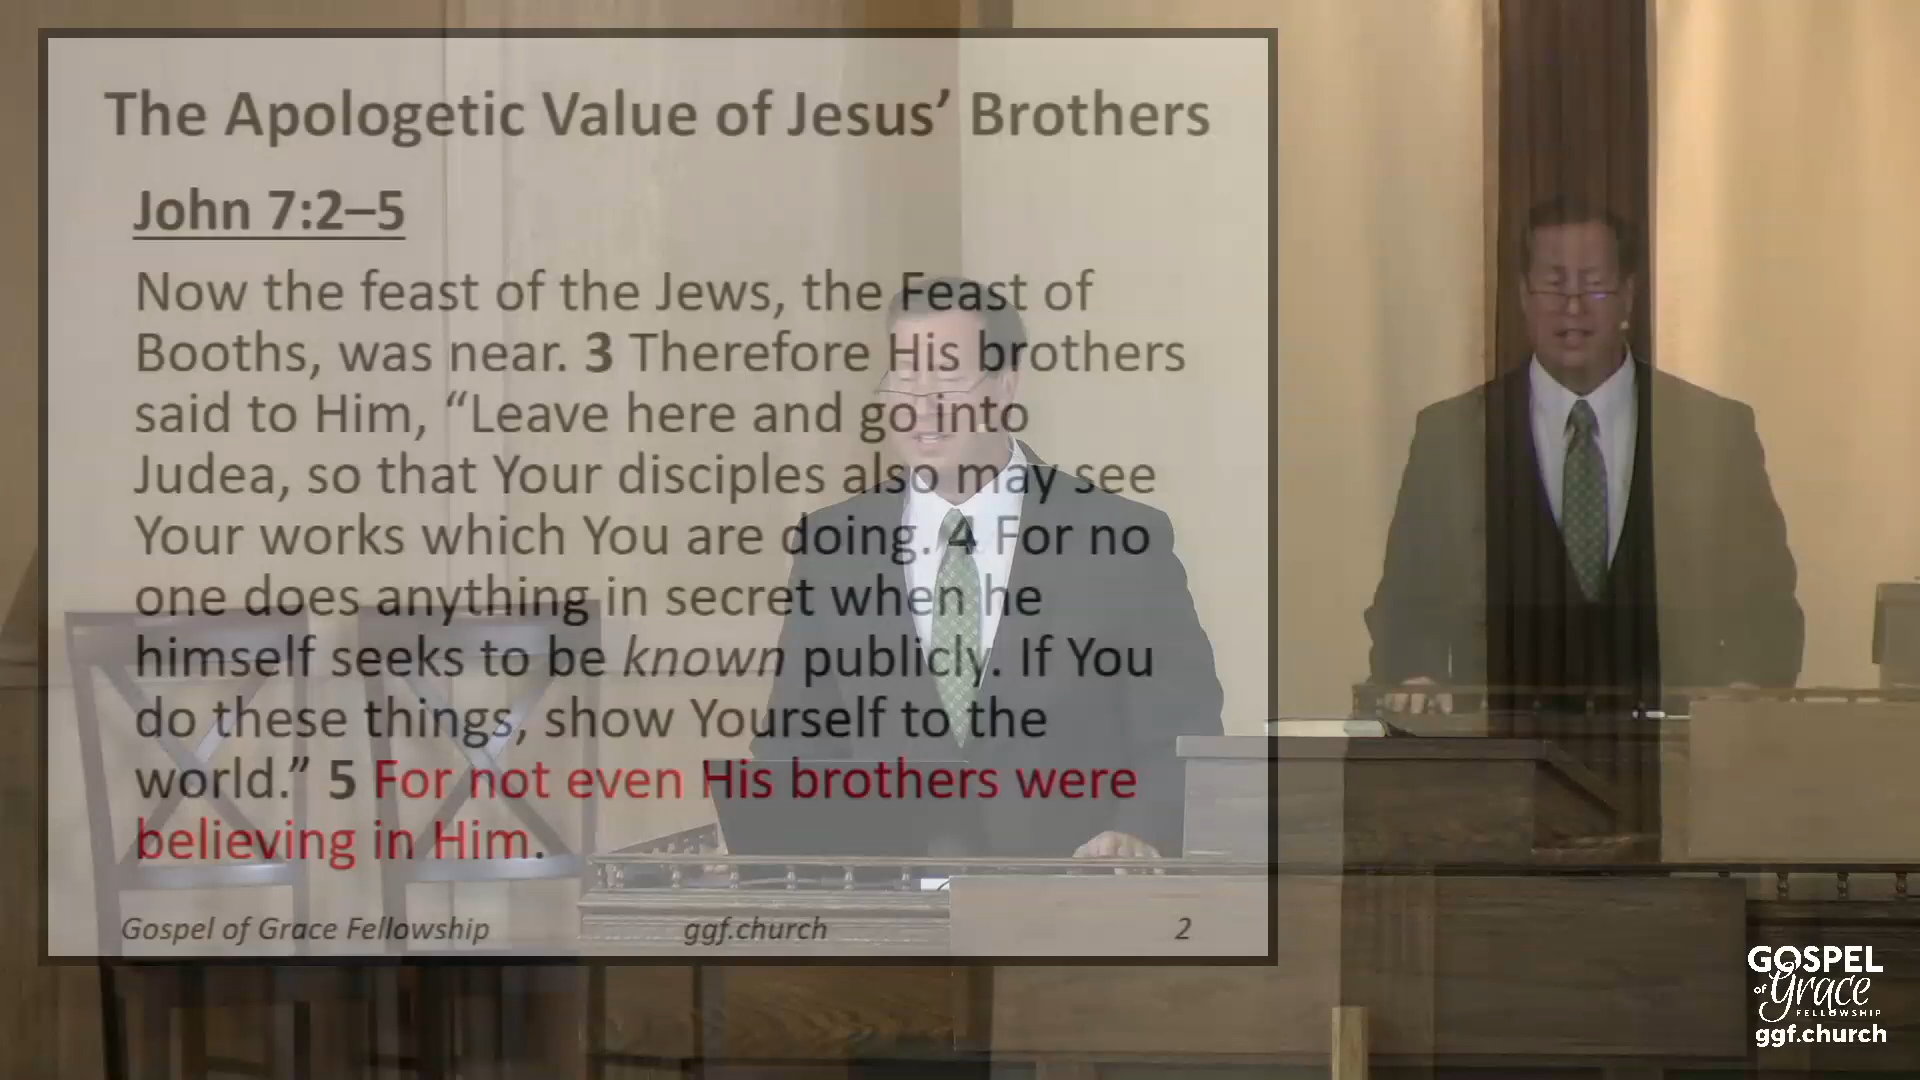 The Apologetic Value of Jesus’ Brothers
John 7:2–5
Now the feast of the Jews, the Feast of
Booths, was near. 3 Therefore His brothers
said to Him, “Leave here and go into
Judea, so that Your disciples also may see
Your works which You are doing. 4 For no
one does anything in secret when he
himself seeks to be known publicly. If You
do these things, show Yourself to the
world.” 5 For not even His brothers were
believing in Him.
Gospel of Grace Fellowship ggf.church 2
GOSPEL
of Grace
FELLOWSHIP
ggf.church